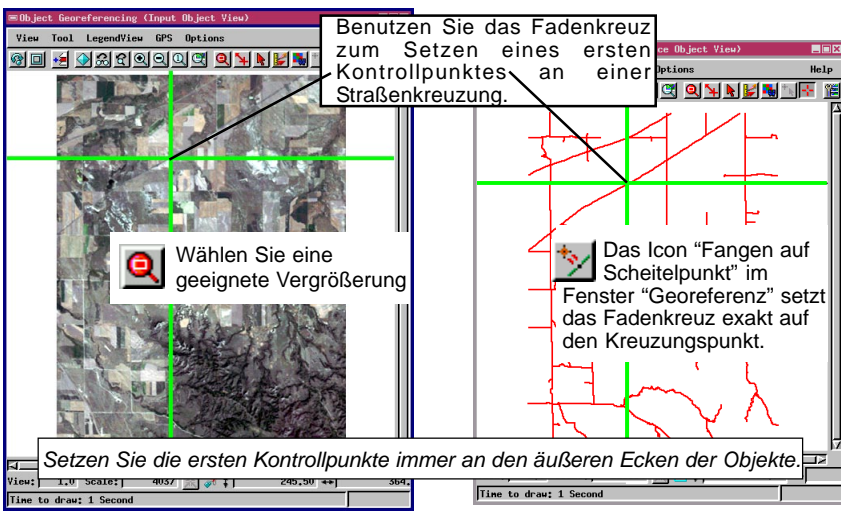 Object Georeferencing (Input Object View)
View Tool LegendView GPS Options
Benutzen Sie das Fadenkreuz
zum Setzen eines ersten
Kontrollpunktes an einer
Straßenkreuzung.
ce Object View)
Options Help
Wählen Sie eine
geeignete Vergrößerung
Das Icon “Fangen auf
Scheitelpunkt” im
Fenster “Georeferenz” setzt
das Fadenkreuz exakt auf
den Kreuzungspunkt.
Setzen Sie die ersten Kontrollpunkte immer an den äußeren Ecken der Objekte.
View: 1.0 Scale: 4037 245.50 364.
Time to draw: 1 Second
Time to draw: 1 Second